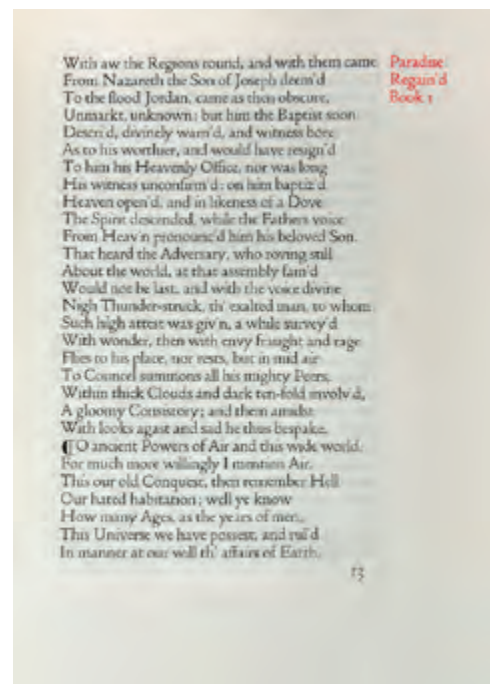 With aw the Regions round, and with them came
From Nazareth the Son of Joseph deem'd
To the flood Jordan, came as then obscure,
Unmarkt, unknown; but him the Baptist soon
Descri'd, divinely warn'd, and witness bore
As to his worthier, and would have resign'd
To him his Heavenly Office, nor was long
His witness unconfirm'd: on him baptiz'd
Heaven open'd, and in likeness of a Dove
The Spirit descended, while the Fathers voice
From Heav'n pronounc'd him his beloved Son.
That heard the Adversary, who roving still
About the world, at that assembly fam'd
Would not be last, and with the voice divine
Nigh Thunder-struck, th' exalted man, to whom
Such high attest was giv'n, a while survey'd
With wonder, then with envy fraught and rage
Flies to his place, nor rests, but in mid air
To Councel summons all his mighty Peers,
Within thick Clouds and dark ten-fold involv'd,
A gloomy Consistory; and them amidst
With looks agast and sad he thus bespake.
¶O ancient Powers of Air and this wide world,
For much more willingly I mention Air,
This our old Conquest, then remember Hell
Our hated habitation; well ye know
How many Ages, as the years of men,
This Universe we have possest, and rul'd
In manner at our will th' affairs of Earth,
Paradise
Regain'd
Book 1
13